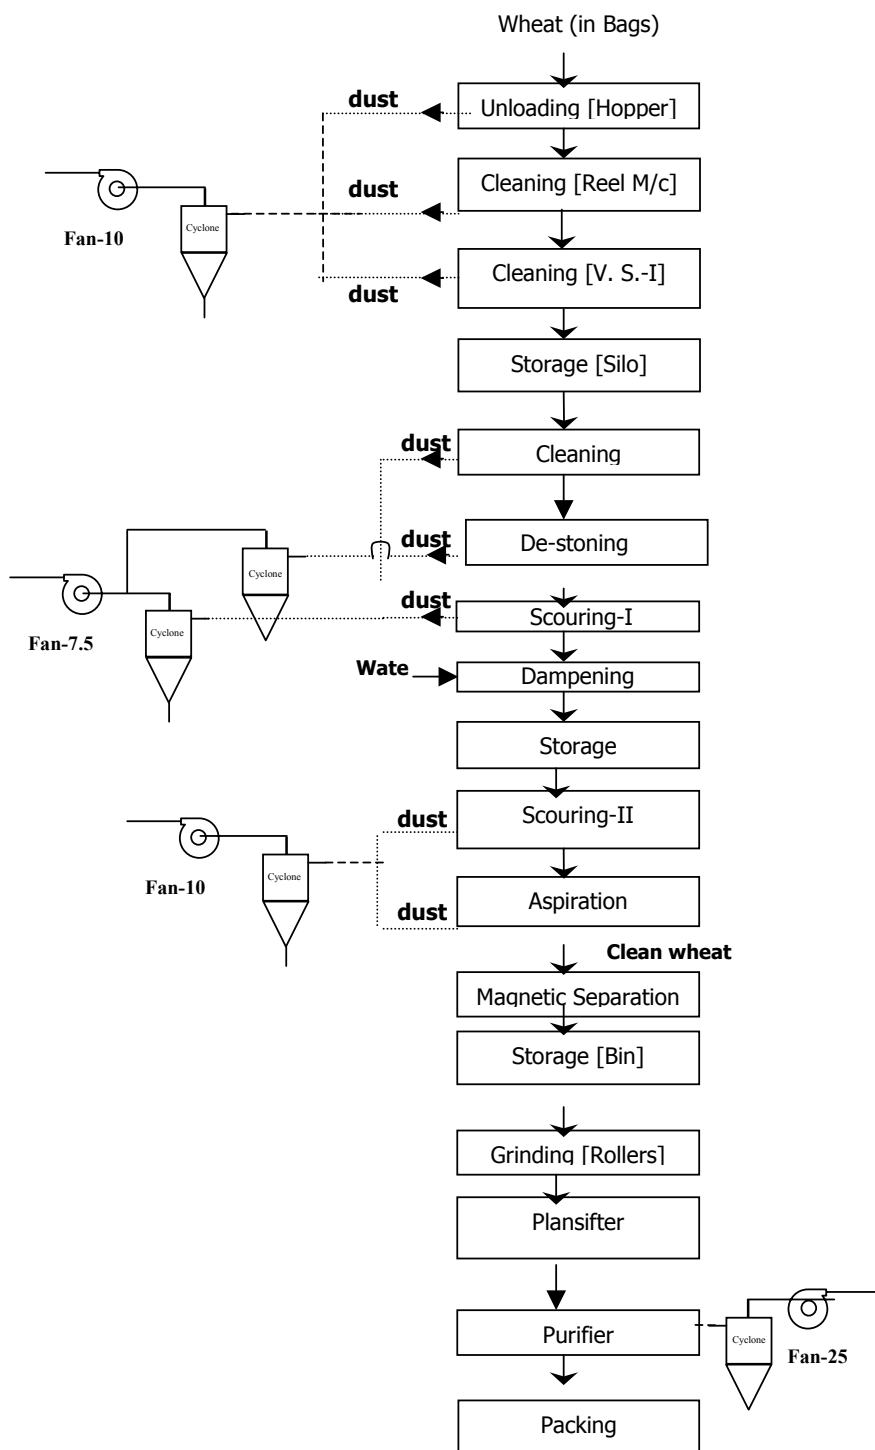 Wheat (in Bags)
dust
Unloading [Hopper]
Cleaning [Reel M/c]
dust
Cyclone
Fan-10
Cleaning [V. S.-I]
dust
Storage [Silo]
dust
Cleaning
dust
De-stoning
Cyclone
dust
Scouring-I
Cyclone
Fan-7.5
Wate
Dampening
Storage
dust
Scouring-II
Cyclone
Fan-10
dust
Aspiration
Clean wheat
Magnetic Separation
Storage [Bin]
Grinding [Rollers]
Plansifter
Purifier
Cyclone
Fan-25
Packing